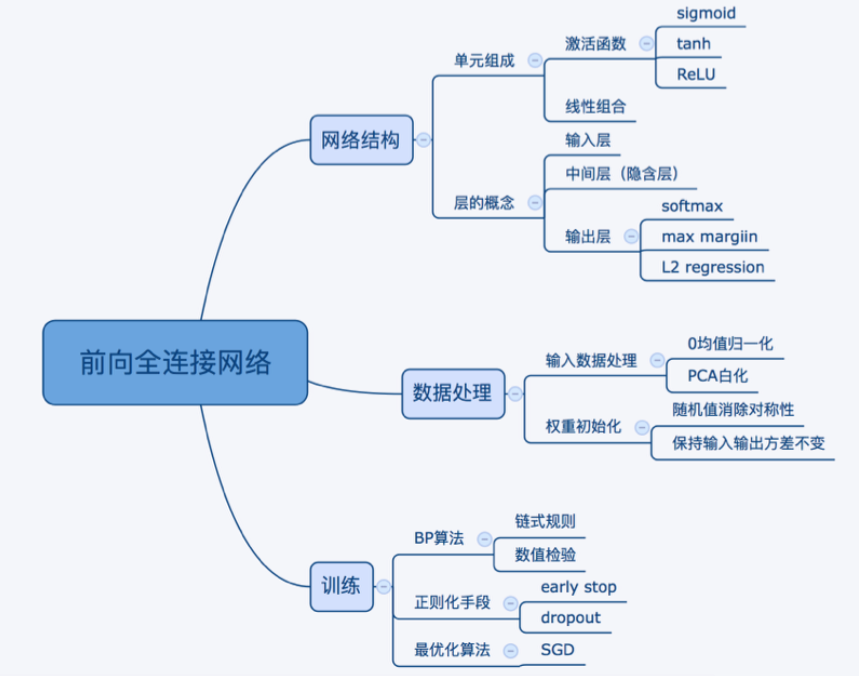 前向全连接网络
网络结构
单元组成
激活函数
sigmoid
tanh
ReLU
线性组合
层的概念
输入层
中间层（隐含层）
输出层
softmax
max margiin
L2 regression
数据处理
输入数据处理
0均值归一化
PCA白化
权重初始化
随机值消除对称性
保持输入输出方差不变
训练
BP算法
链式规则
数值检验
正则化手段
early stop
dropout
最优化算法
SGD